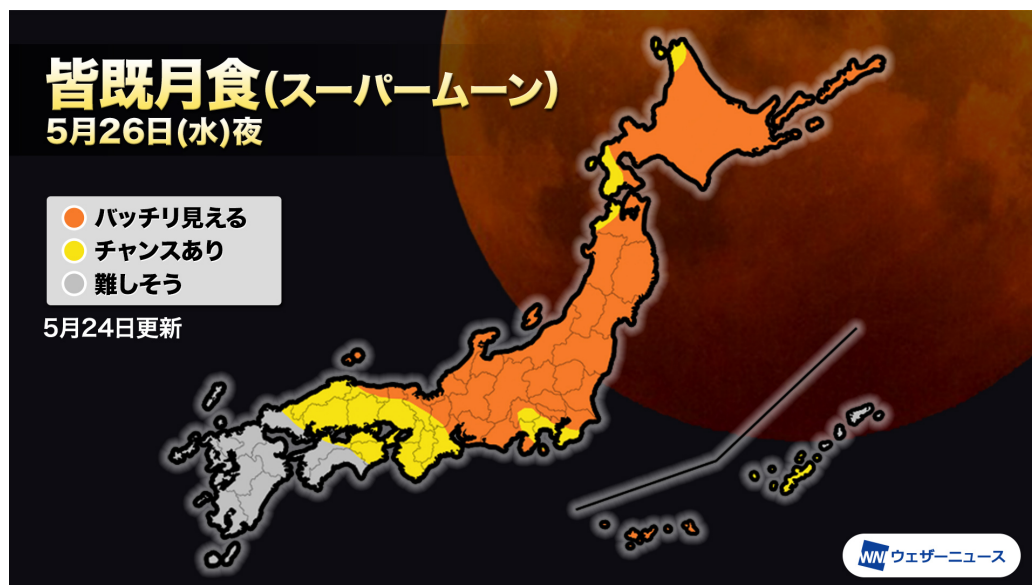 皆既月食(スーパームーン)
5月26日(水)夜
バッチリ見える
チャンスあり
難しそう
5月24日更新
WNI ウェザーニュース